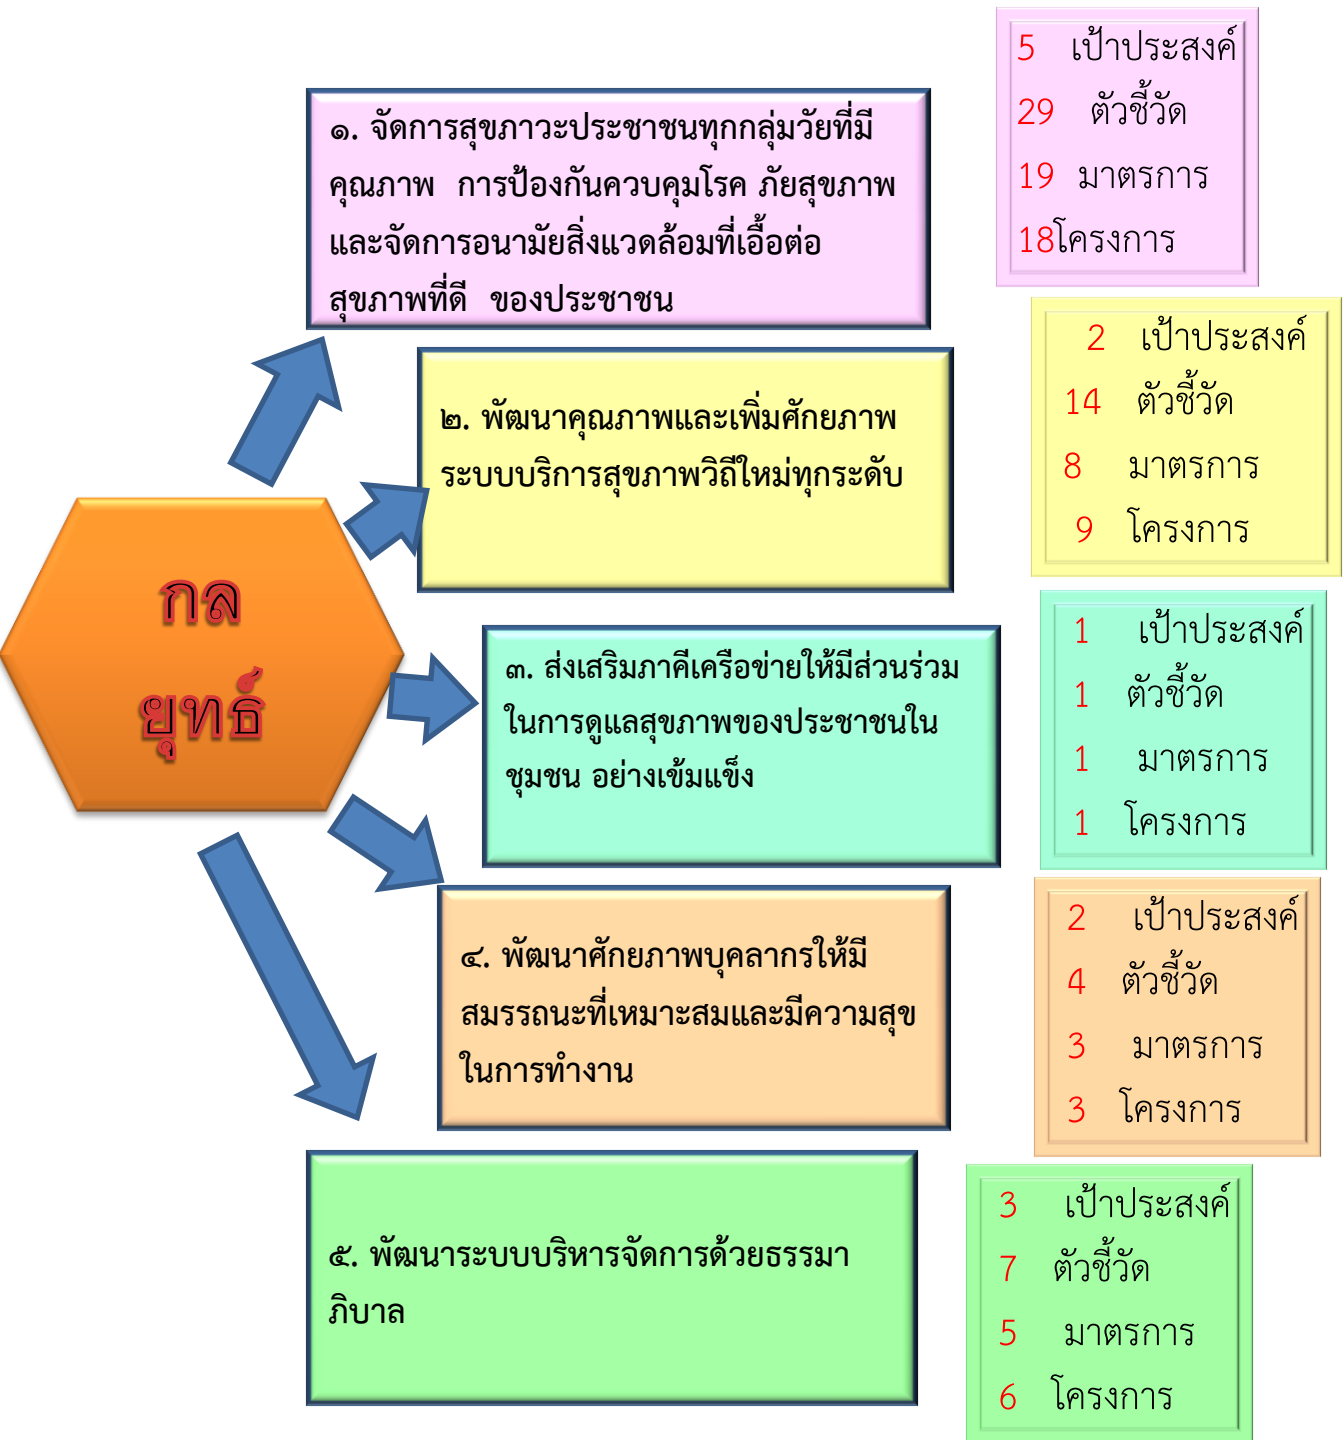 กล
ยุทธ์
๑. จัดการสุขภาวะประชาชนทุกกลุ่มวัยที่มี
คุณภาพ การป้องกันควบคุมโรค ภัยสุขภาพ
และจัดการอนามัยสิ่งแวดล้อมที่เอื้อต่อ
สุขภาพที่ดี ของประชาชน
5 เป้าประสงค์
29 ตัวชี้วัด
19 มาตรการ
18โครงการ
๒. พัฒนาคุณภาพและเพิ่มศักยภาพ
ระบบบริการสุขภาพวิถีใหม่ทุกระดับ
2 เป้าประสงค์
14 ตัวชี้วัด
8 มาตรการ
9 โครงการ
๓. ส่งเสริมภาคีเครือข่ายให้มีส่วนร่วม
ในการดูแลสุขภาพของประชาชนใน
ชุมชน อย่างเข้มแข็ง
1 เป้าประสงค์
1 ตัวชี้วัด
1 มาตรการ
1 โครงการ
๔. พัฒนาศักยภาพบุคลากรให้มี
สมรรถนะที่เหมาะสมและมีความสุข
ในการทำงาน
2 เป้าประสงค์
4 ตัวชี้วัด
3 มาตรการ
3 โครงการ
๕. พัฒนาระบบบริหารจัดการด้วยธรรมา
ภิบาล
3 เป้าประสงค์
7 ตัวชี้วัด
5 มาตรการ
6 โครงการ